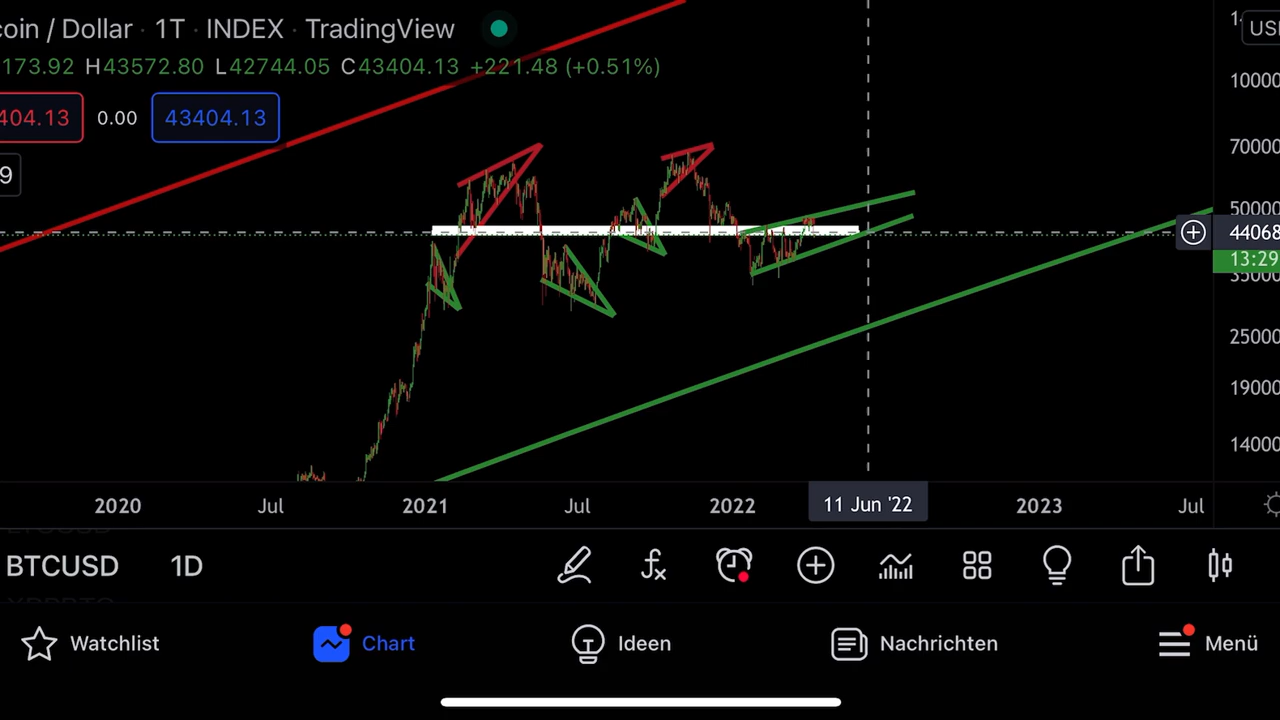 coin / Dollar · 1T · INDEX · TradingView
173.92 H43572.80 L42744.05 C43404.13 +221.48 (+0.51%)
404.13 0.00 43404.13
9
USD
10000
70000
50000
44068
13:29
35000
25000
19000
14000
2020 Jul 2021 Jul 2022 11 Jun '22 2023 Jul
BTCUSD 1D
Watchlist Chart Ideen Nachrichten Menü